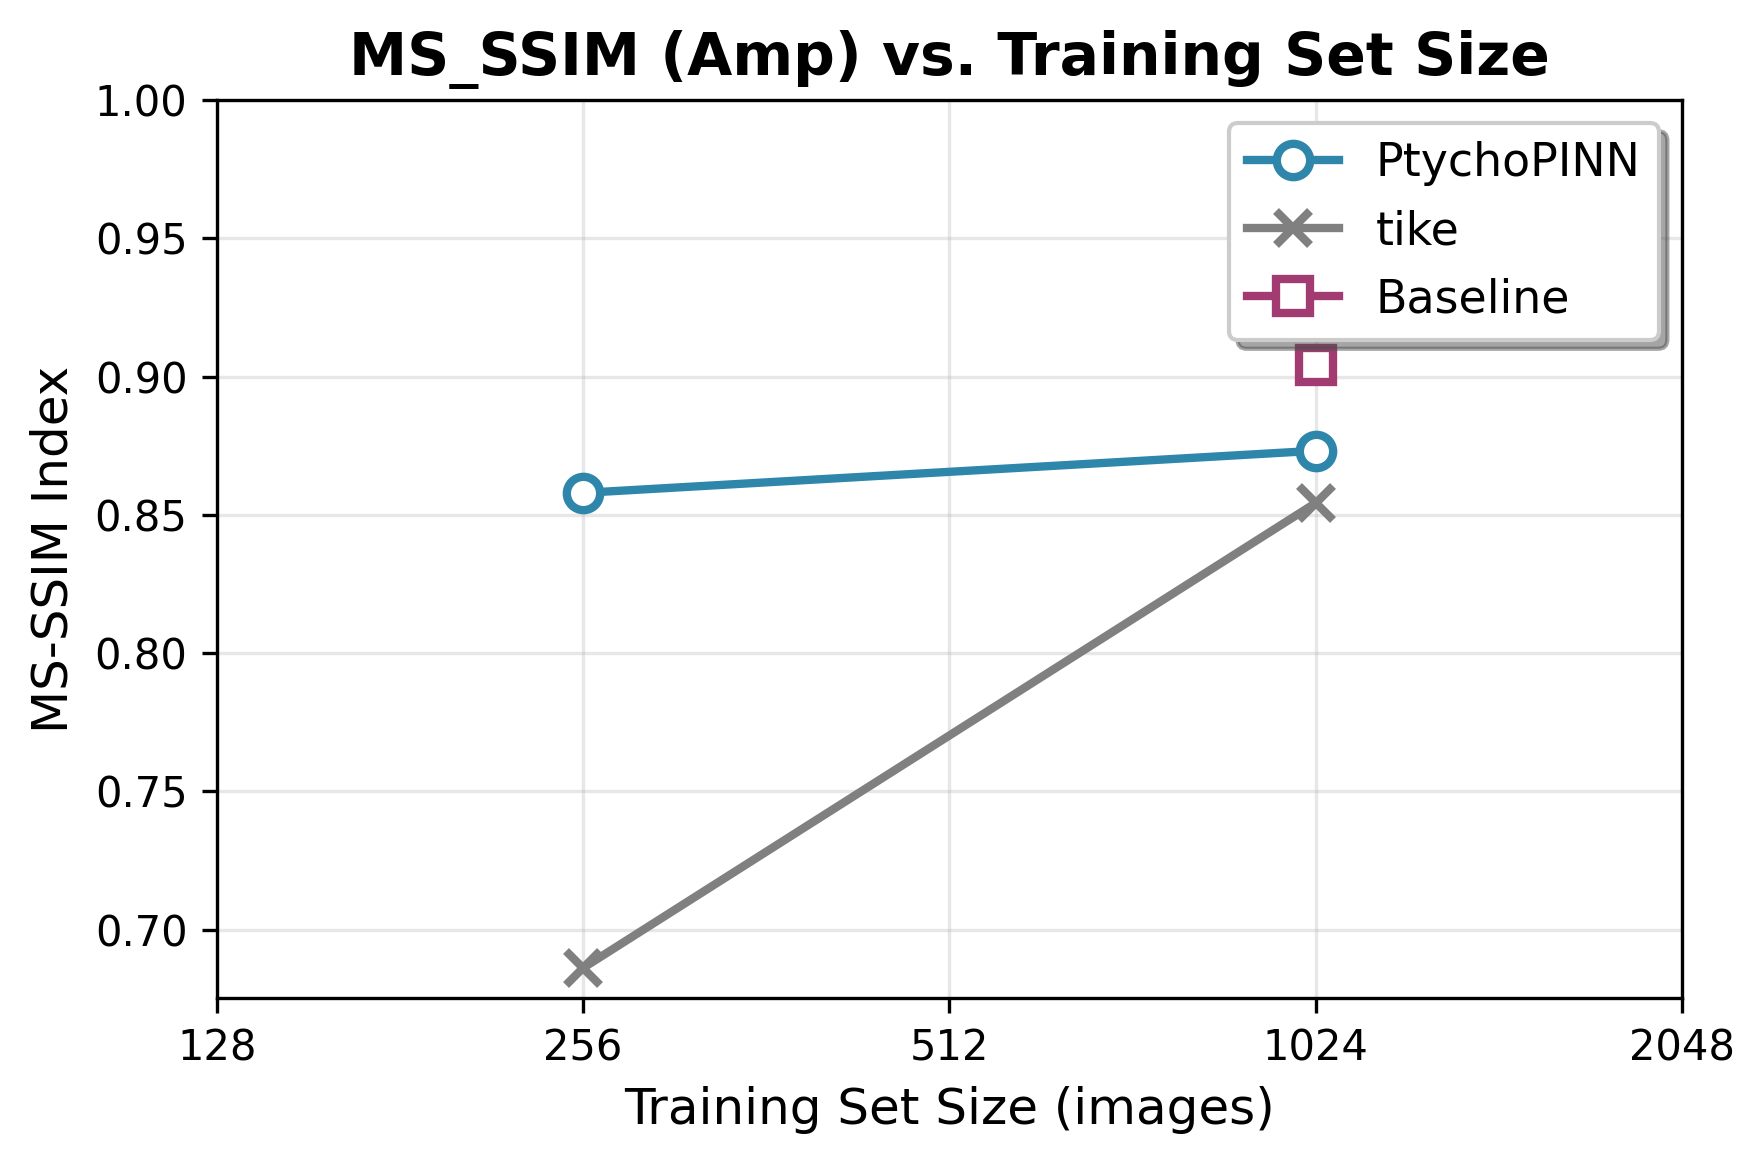 MS_SSIM (Amp) vs. Training Set Size
1.00
0.95
0.90
0.85
0.80
0.75
0.70
MS-SSIM Index
PtychoPINN
tike
Baseline
128 256 512 1024 2048
Training Set Size (images)